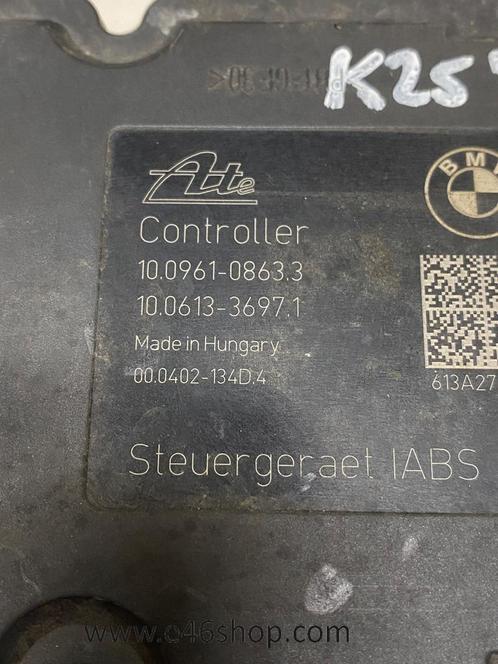 K25
Ate
BM
Controller
10.0961-0863.3
10.0613-3697.1
Made in Hungary
00.0402-134D.4
613A27
Steuergeraet IABS
www.e46shop.com